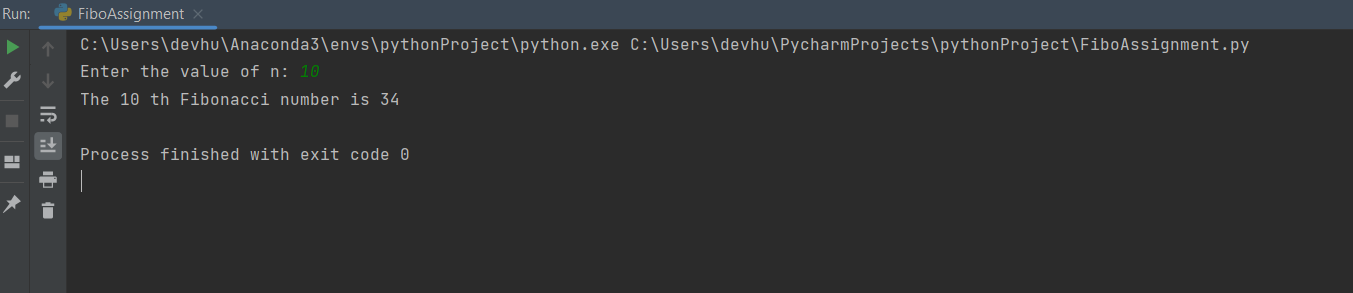 Run: FiboAssignment
C:\Users\devhu\Anaconda3\envs\pythonProject\python.exe C:\Users\devhu\PycharmProjects\pythonProject\FiboAssignment.py
Enter the value of n: 10
The 10 th Fibonacci number is 34
Process finished with exit code 0